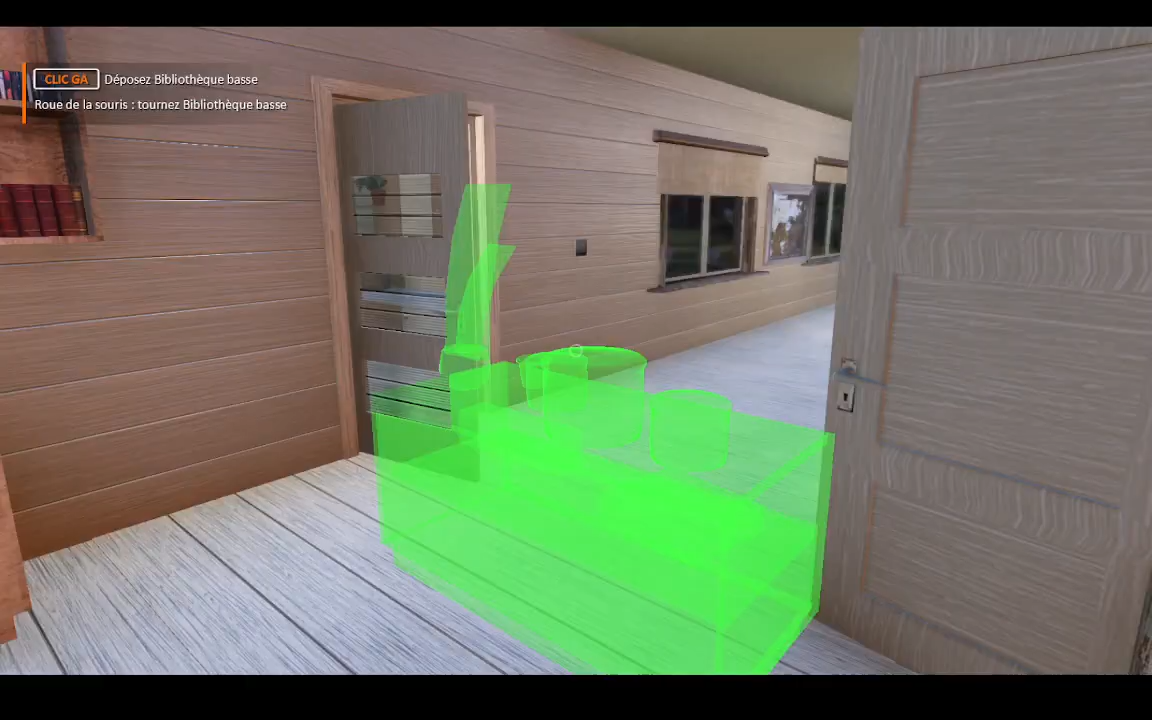 CLIC GA Déposez Bibliothèque basse
Roue de la souris : tournez Bibliothèque basse